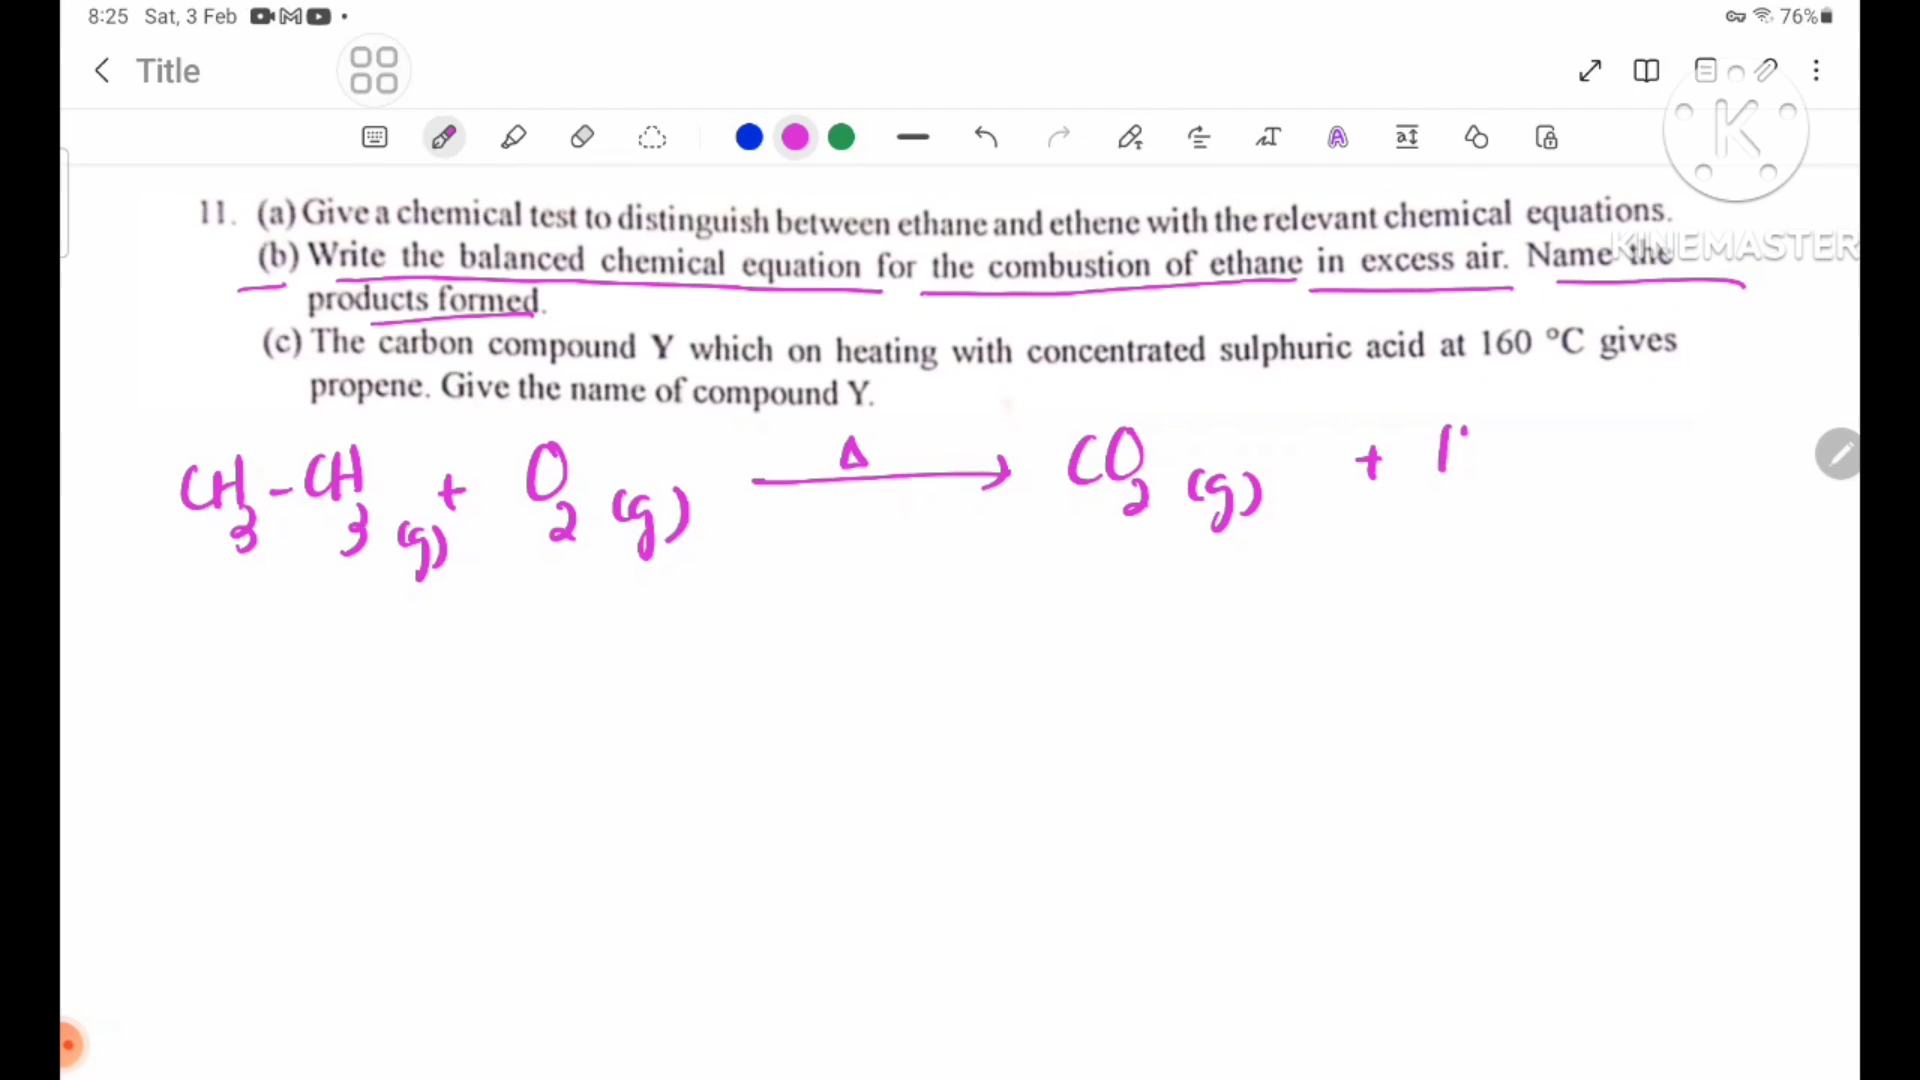 8:25 Sat, 3 Feb 76%
Title
K
KINEMASTER
11. (a) Give a chemical test to distinguish between ethane and ethene with the relevant chemical equations.
(b) Write the balanced chemical equation for the combustion of ethane in excess air. Name the
products formed.
(c) The carbon compound Y which on heating with concentrated sulphuric acid at 160 °C gives
propene. Give the name of compound Y.
CH3-CH3 (g) + O2 (g) Δ→ CO2 (g) +